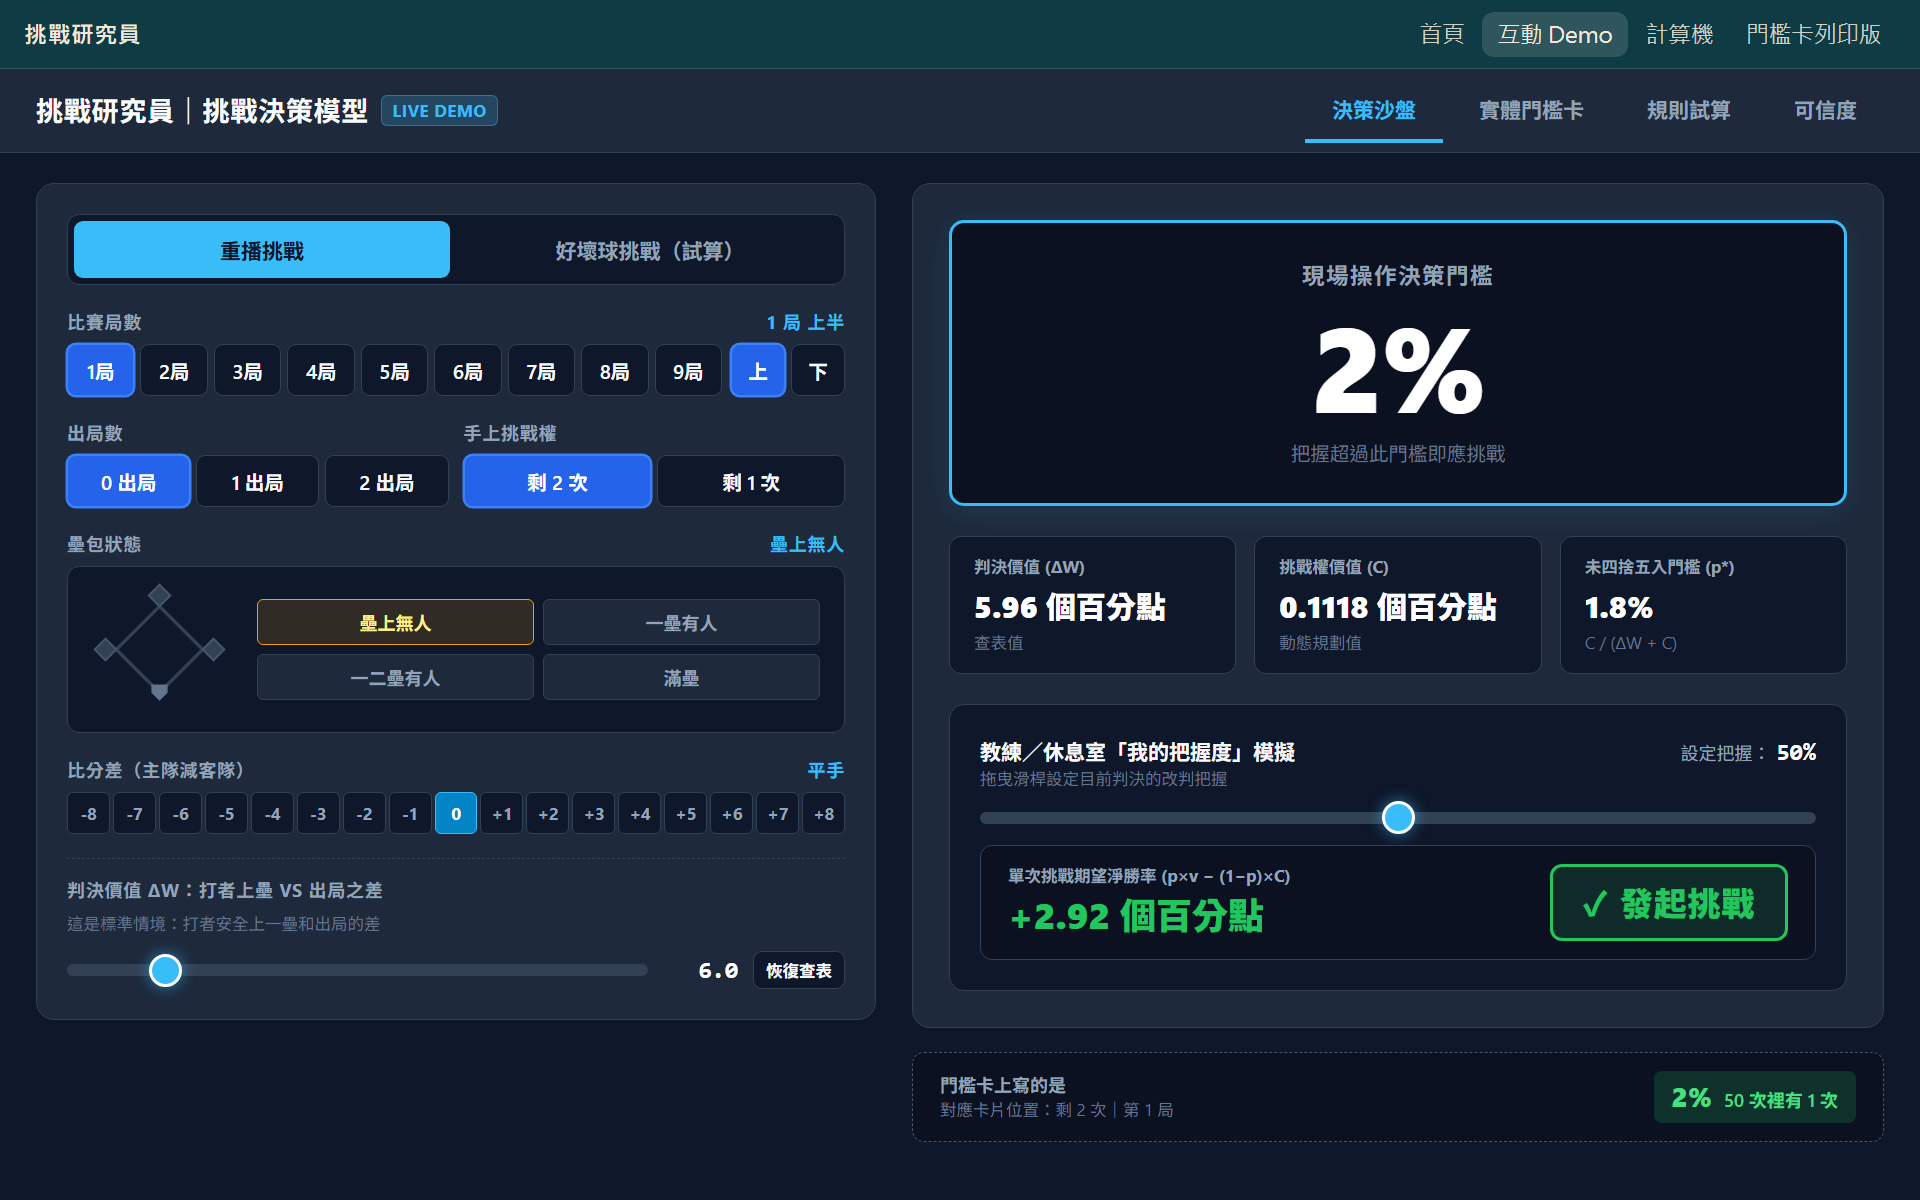 挑戰研究員
首頁 互動 Demo 計算機 門檻卡列印版
挑戰研究員｜挑戰決策模型 LIVE DEMO
決策沙盤 實體門檻卡 規則試算 可信度
重播挑戰 好壞球挑戰（試算）
比賽局數 1 局 上半
1局 2局 3局 4局 5局 6局 7局 8局 9局 上 下
出局數 手上挑戰權
0 出局 1 出局 2 出局 剩 2 次 剩 1 次
壘包狀態 壘上無人
壘上無人 一壘有人
一二壘有人 滿壘
比分差（主隊減客隊） 平手
-8 -7 -6 -5 -4 -3 -2 -1 0 +1 +2 +3 +4 +5 +6 +7 +8
判決價值 ΔW：打者上壘 VS 出局之差
這是標準情境：打者安全上一壘和出局的差
6.0 恢復查表
現場操作決策門檻
2%
把握超過此門檻即應挑戰
判決價值 (ΔW)
5.96 個百分點
查表值
挑戰權價值 (C)
0.1118 個百分點
動態規劃值
未四捨五入門檻 (p*)
1.8%
C / (ΔW + C)
教練／休息室「我的把握度」模擬 設定把握： 50%
拖曳滑桿設定目前判決的改判把握
單次挑戰期望淨勝率 (p×v − (1−p)×C)
+2.92 個百分點
✓ 發起挑戰
門檻卡上寫的是
對應卡片位置：剩 2 次｜第 1 局
2% 50 次裡有 1 次